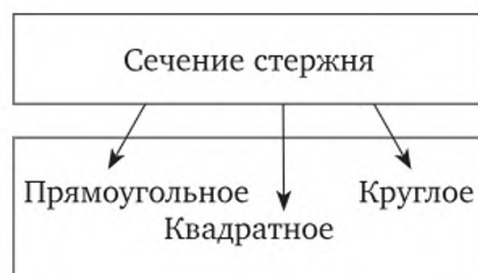 Сечение стержня
Прямоугольное Круглое
Квадратное